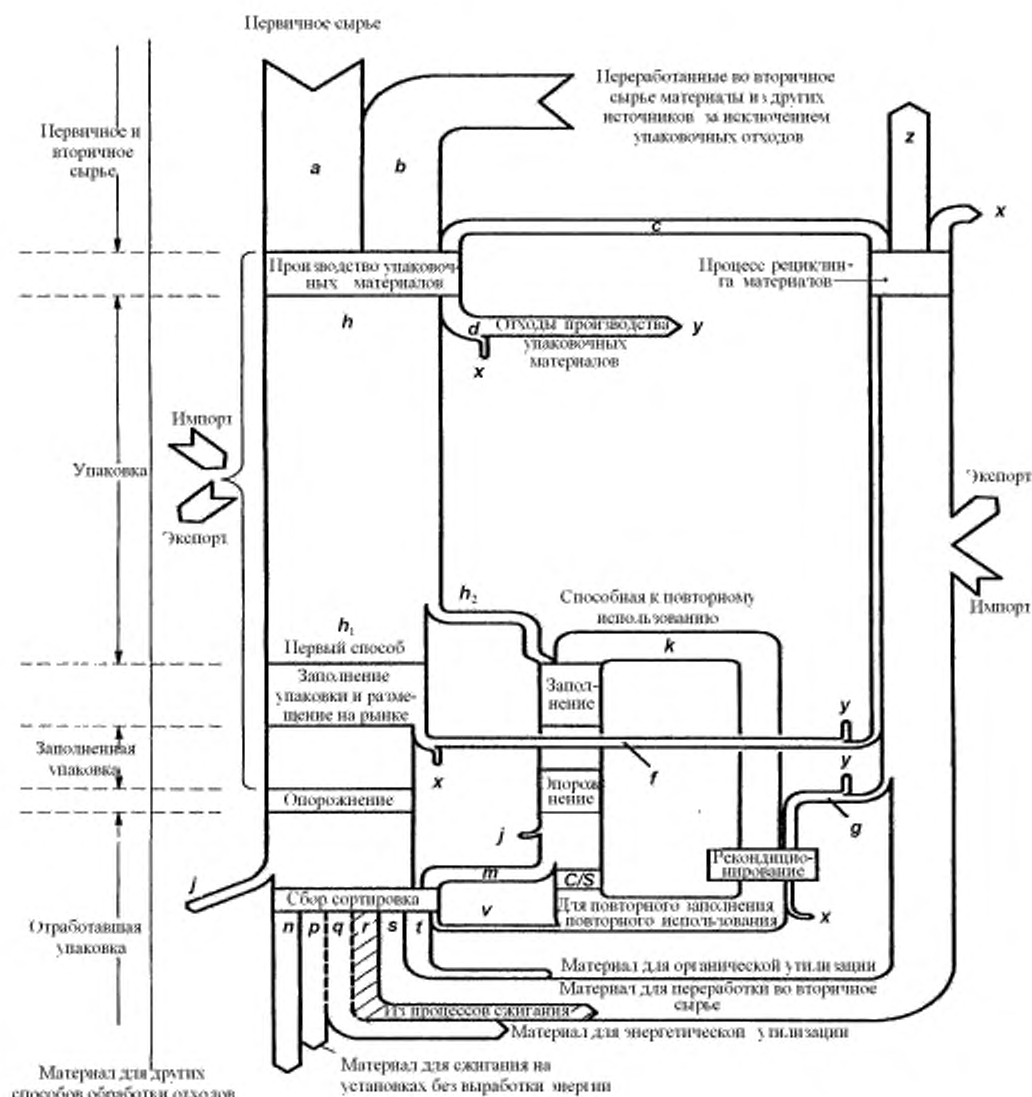 Первичное сырье
Переработанные во вторичное
сырье материалы из других
источников за исключением
упаковочных отходов
Первичное и
вторичное
сырье
a
b
z
x
c
Производство упаковоч-
ных материалов
Процесс рециклин-
га материалов
h
d Отходы производства
упаковочных
материалов
y
x
Импорт
Упаковка
Экспорт
Экспорт
Импорт
h₂
Способная к повторному
использованию
k
h₁
Первый способ
Заполнение
упаковки и разме-
щение на рынке
Запол-
нение
y
Заполненная
упаковка
x
f
y
Опорожнение
Опорож
нение
g
j
Рекондицио-
нирование
j
m
C/S
Сбор сортировка
v
Для повторного заполнения
повторного использования
x
Отработавшая
упаковка
n
p
q
r
s
t
Материал для органической утилизации
Материал для переработки во вторичное
сырье
Из процессов сжигания
Материал для энергетической утилизации
Материал для сжигания на
установках без выработки энергии
Материал для других
способов обработки отходов